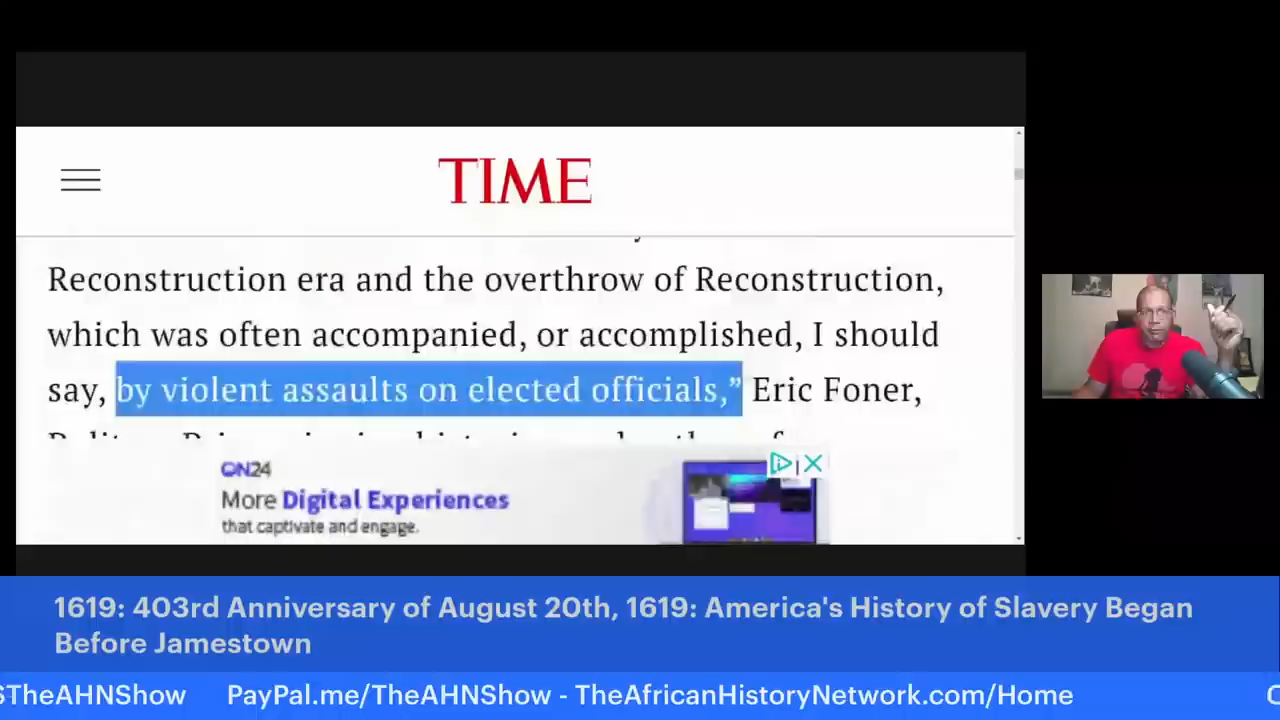 TIME
Reconstruction era and the overthrow of Reconstruction,
which was often accompanied, or accomplished, I should
say, by violent assaults on elected officials,” Eric Foner,
ON24
More Digital Experiences
that captivate and engage.
1619: 403rd Anniversary of August 20th, 1619: America's History of Slavery Began
Before Jamestown
$TheAHNShow PayPal.me/TheAHNShow - TheAfricanHistoryNetwork.com/Home